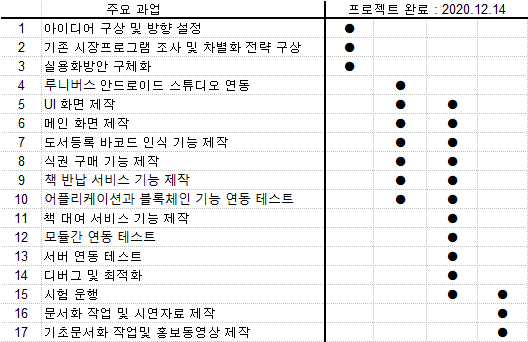 주요 과업 프로젝트 완료 : 2020.12.14
1 아이디어 구상 및 방향 설정 ●
2 기존 시장프로그램 조사 및 차별화 전략 구상 ●
3 실용화방안 구체화 ●
4 루니버스 안드로이드 스튜디오 연동 ●
5 UI 화면 제작 ● ●
6 메인 화면 제작 ● ●
7 도서등록 바코드 인식 기능 제작 ● ●
8 식권 구매 기능 제작 ● ●
9 책 반납 서비스 기능 제작 ● ●
10 어플리케이션과 블록체인 기능 연동 테스트 ● ●
11 책 대여 서비스 기능 제작 ●
12 모듈간 연동 테스트 ●
13 서버 연동 테스트 ●
14 디버그 및 최적화 ●
15 시험 운행 ● ●
16 문서화 작업 및 시연자료 제작 ●
17 기초문서화 작업및 홍보동영상 제작 ●